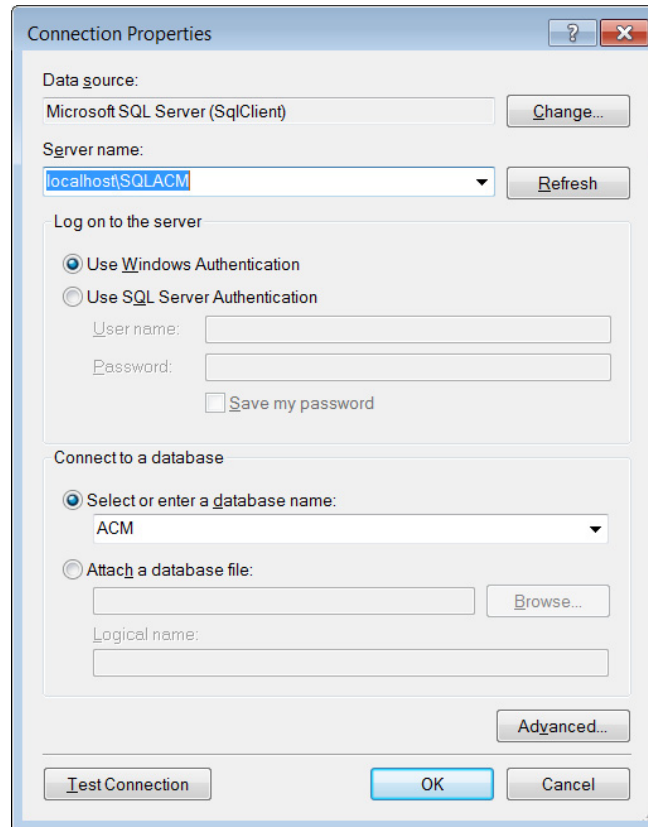 Connection Properties
?
X
Data source:
Microsoft SQL Server (SqlClient)
Change...
Server name:
localhost\SQLACM
Refresh
Log on to the server
Use Windows Authentication
Use SQL Server Authentication
User name:
Password:
Save my password
Connect to a database
Select or enter a database name:
ACM
Attach a database file:
Browse...
Logical name:
Advanced...
Test Connection
OK
Cancel